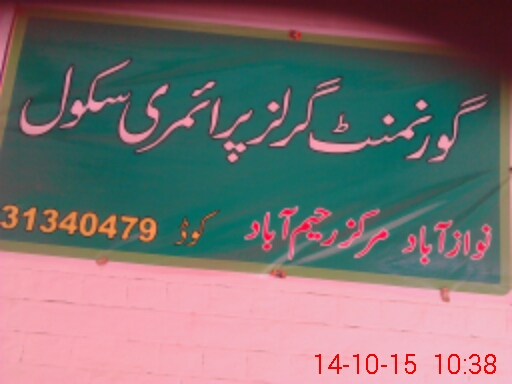 گورنمنٹ گرلز پرائمری سکول
نواز آباد مرکز رحیم آباد کوڈ 31340479
14-10-15 10:38